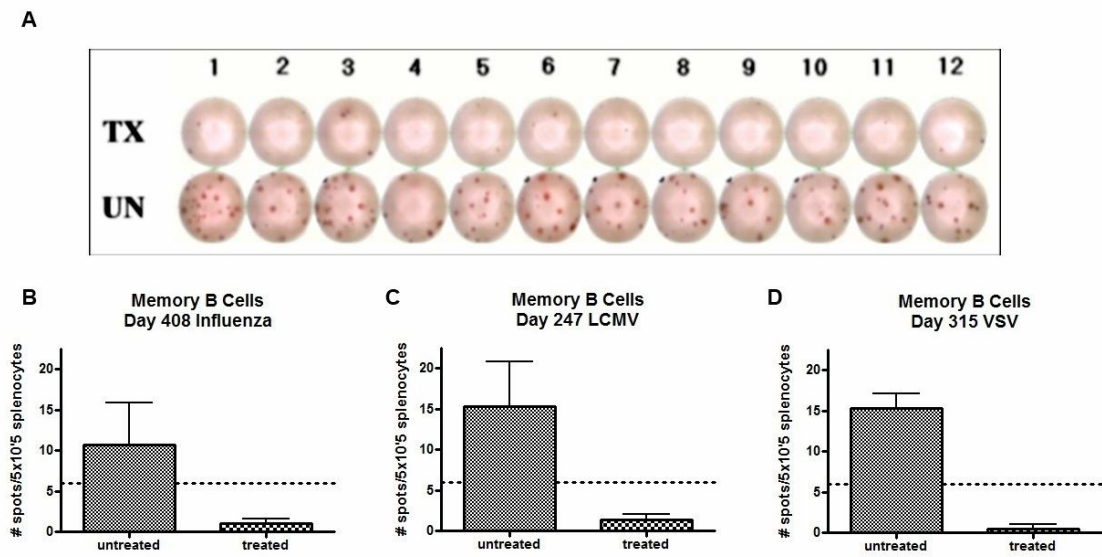 A
1 2 3 4 5 6 7 8 9 10 11 12
TX
UN
B
Memory B Cells
Day 408 Influenza
# spots/5x10'5 splenocytes
20
15
10
5
0
untreated treated
C
Memory B Cells
Day 247 LCMV
# spots/5x10'5 splenocytes
20
15
10
5
0
untreated treated
D
Memory B Cells
Day 315 VSV
# spots/5x10'5 splenocytes
20
15
10
5
0
untreated treated